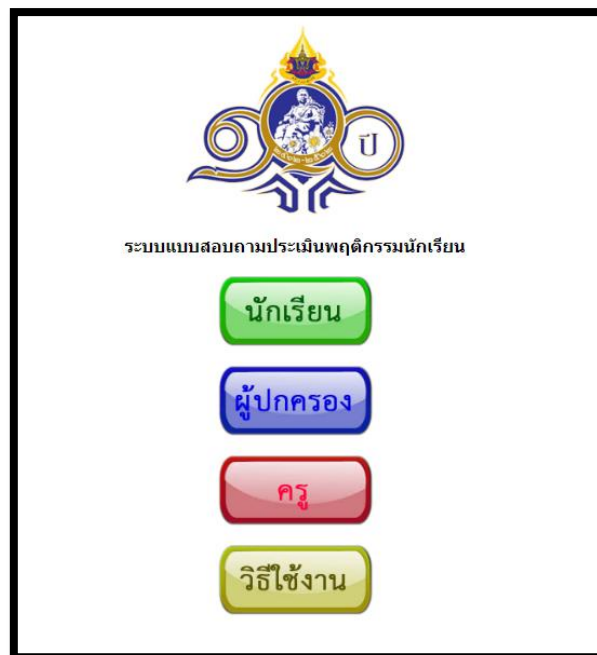 ปี
ระบบแบบสอบถามประเมินพฤติกรรมนักเรียน
นักเรียน
ผู้ปกครอง
ครู
วิธีใช้งาน